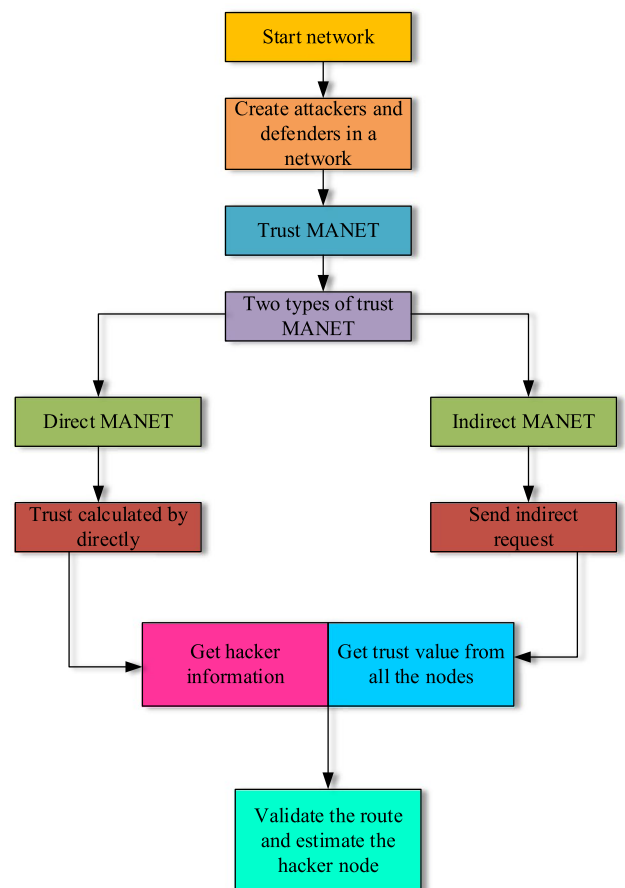 Start network
Create attackers and
defenders in a
network
Trust MANET
Two types of trust
MANET
Direct MANET
Indirect MANET
Trust calculated by
directly
Send indirect
request
Get hacker
information
Get trust value from
all the nodes
Validate the route
and estimate the
hacker node